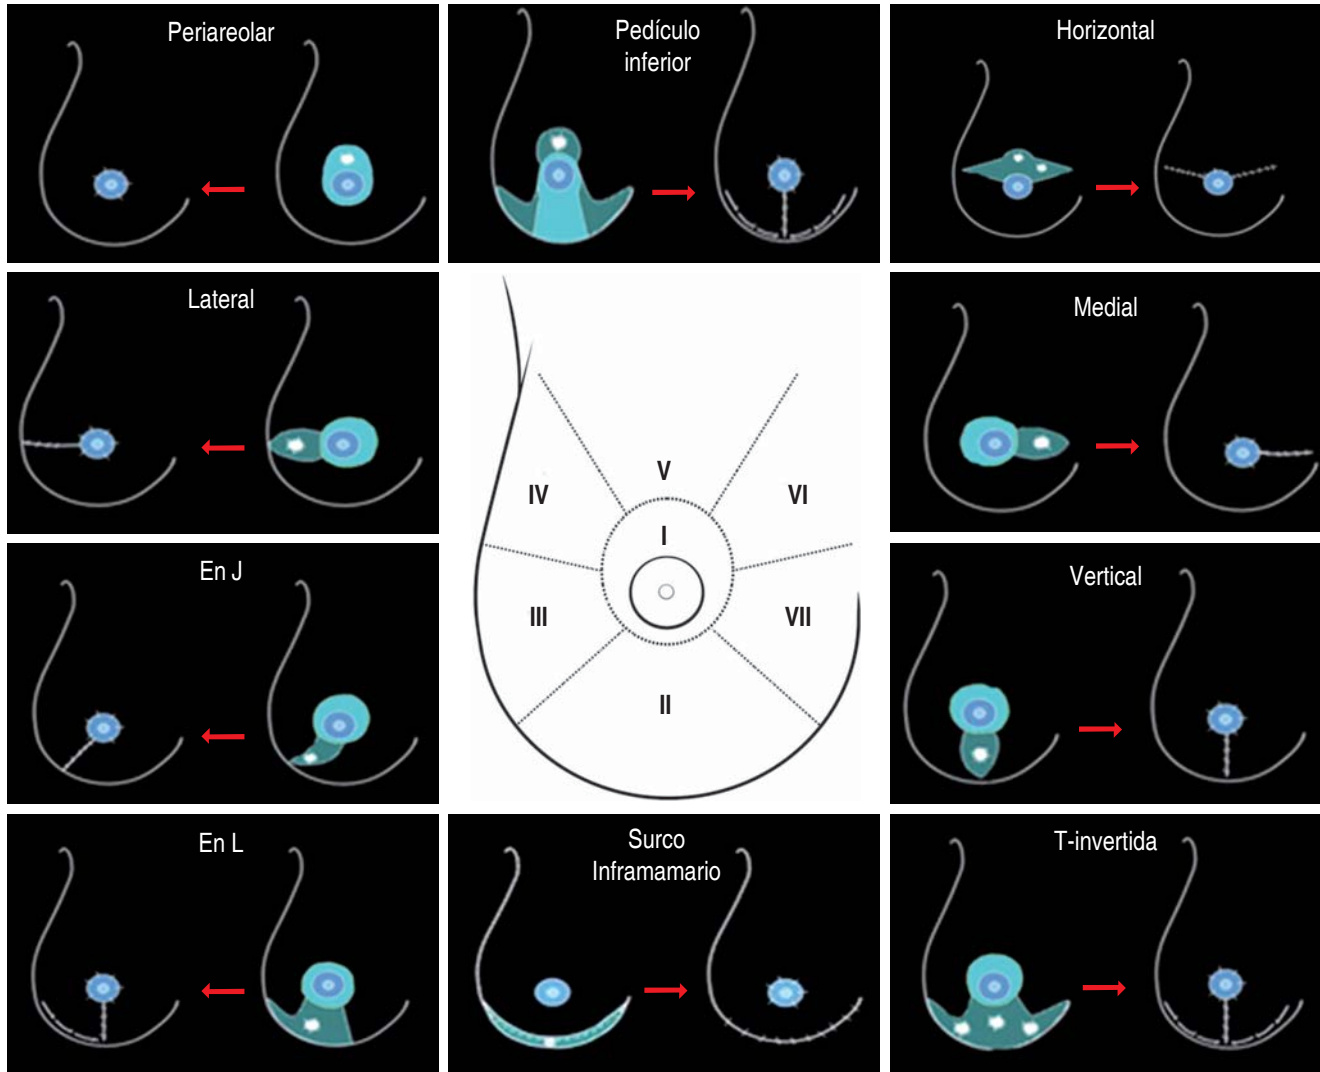 Periareolar
Pedículo
inferior
Horizontal
Lateral
Medial
V
IV
VI
I
En J
Vertical
III
VII
II
En L
Surco
Inframamario
T-invertida